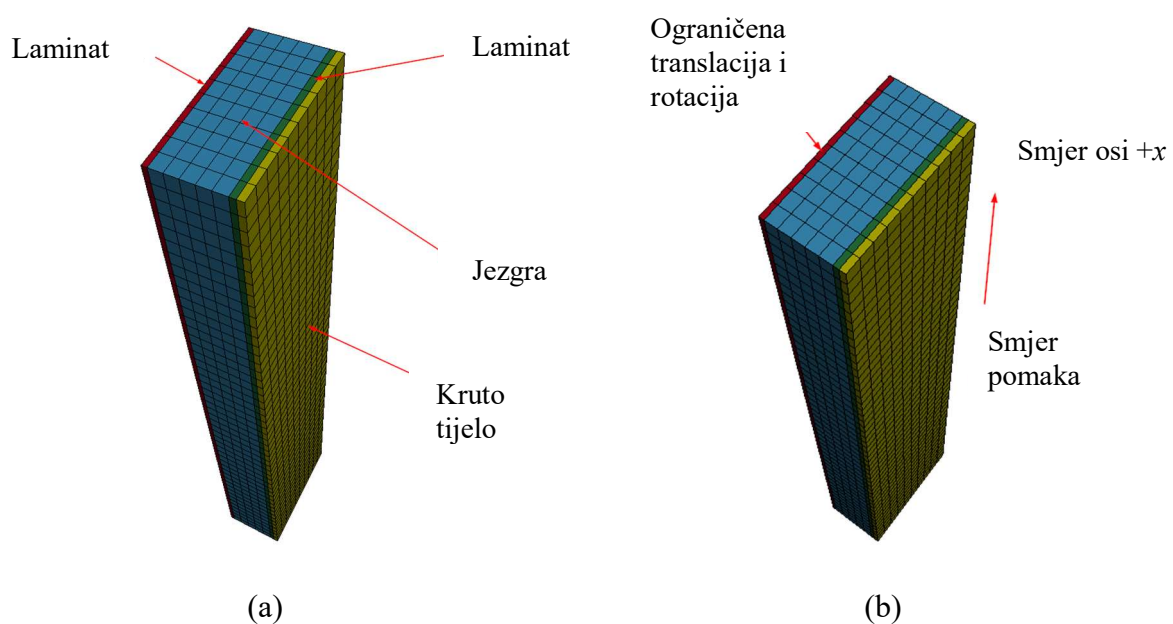 Laminat
Laminat
Jezgra
Kruto
tijelo
(a)
Ograničena
translacija i
rotacija
Smjer osi +x
Smjer
pomaka
(b)